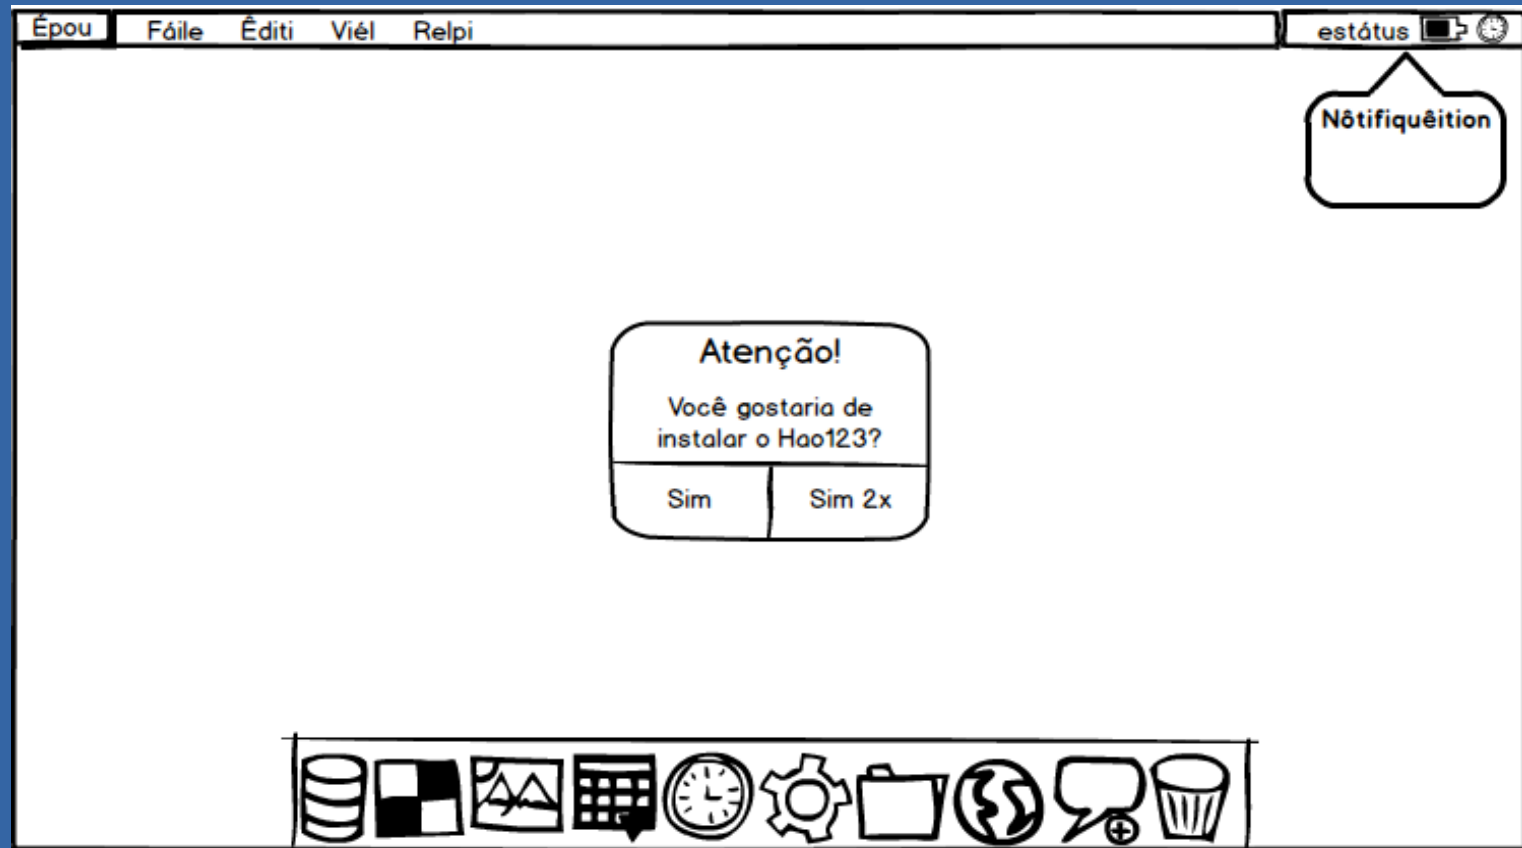 Épou Fáile Êditi Viél Relpi estátus
Nôtifiquêition
Atenção!
Você gostaria de
instalar o Hao123?
Sim Sim 2x